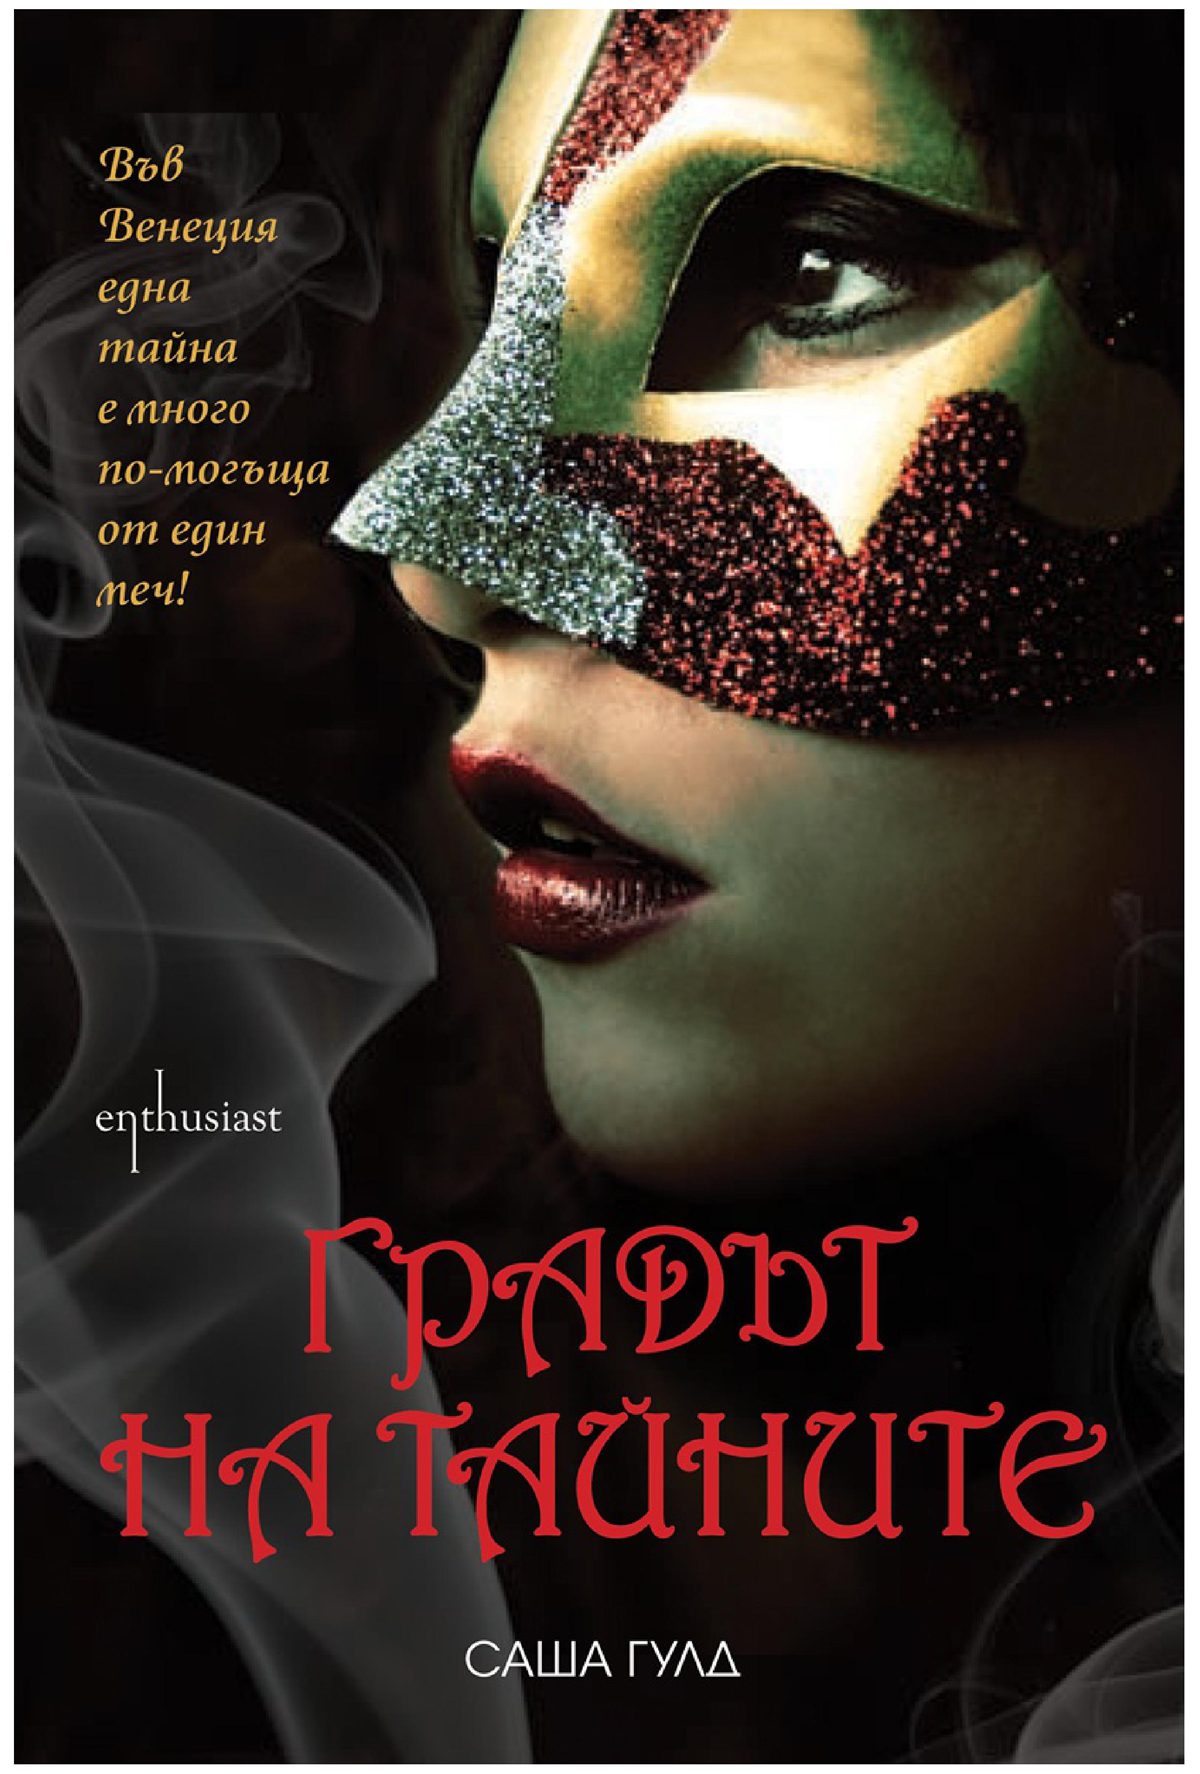 Във
Венеция
една
тайна
е много
по-могъща
от един
меч!
enthusiast
ГРАДЪТ
НА ТАЙНИТЕ
САША ГУЛД